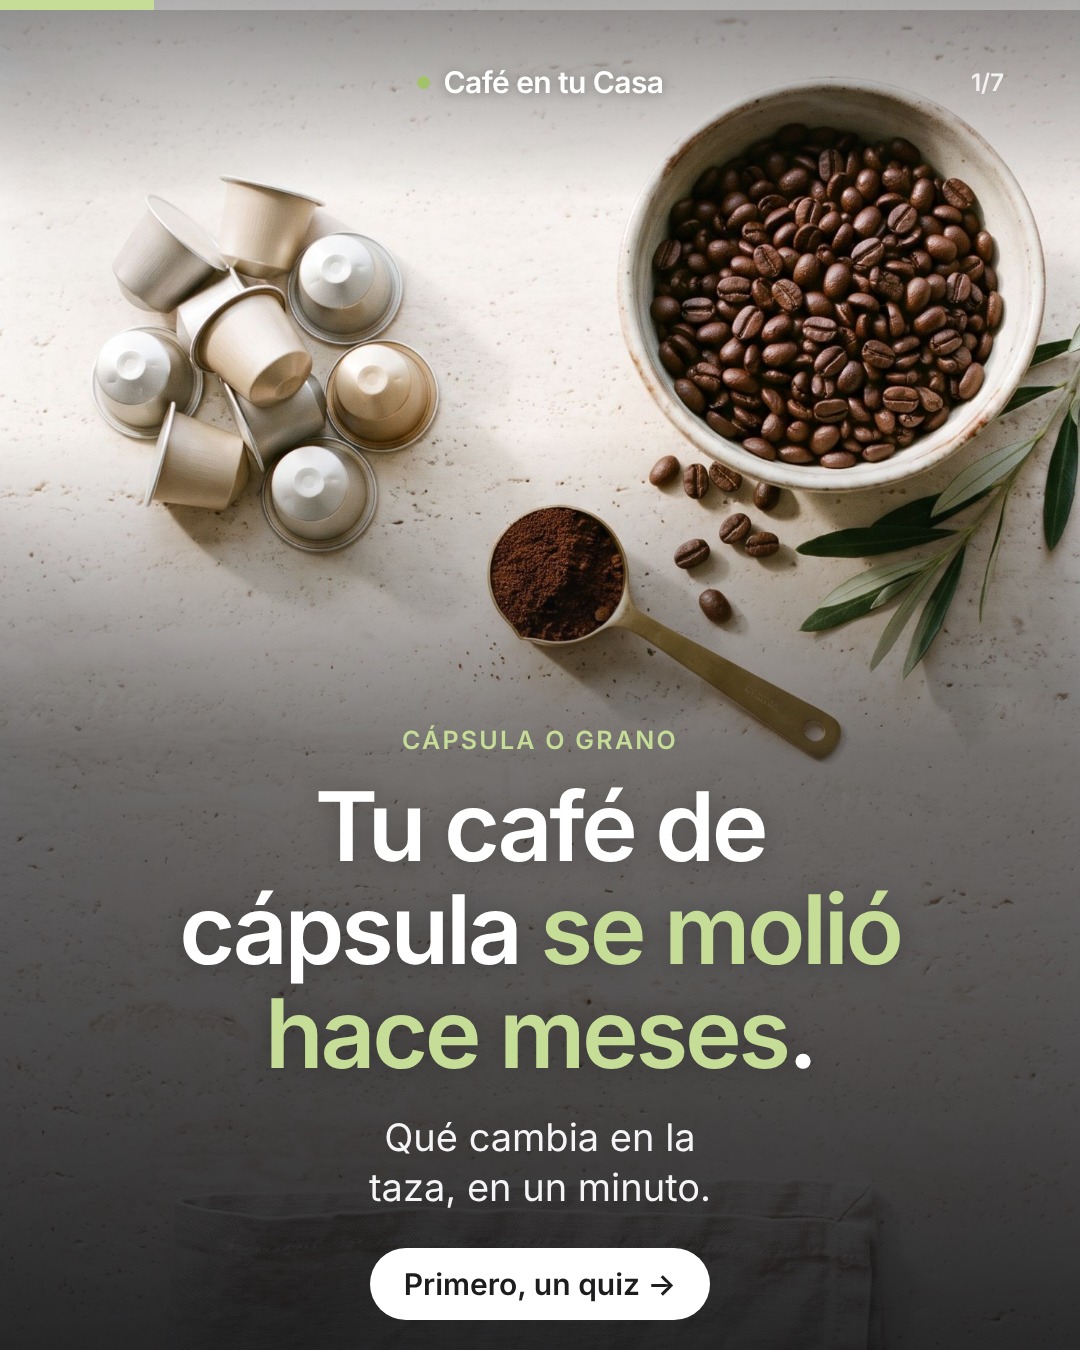 Café en tu Casa
1/7
CÁPSULA O GRANO
Tu café de
cápsula se molió
hace meses.
Qué cambia en la
taza, en un minuto.
Primero, un quiz →